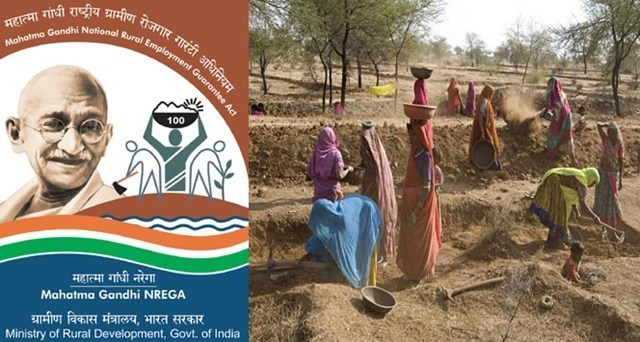 महात्मा गांधी राष्ट्रीय ग्रामीण रोजगार गारंटी अधिनियम
Mahatma Gandhi National Rural Employment Guarantee Act
100
महात्मा गांधी नरेगा
Mahatma Gandhi NREGA
ग्रामीण विकास मंत्रालय, भारत सरकार
Ministry of Rural Development, Govt. of India